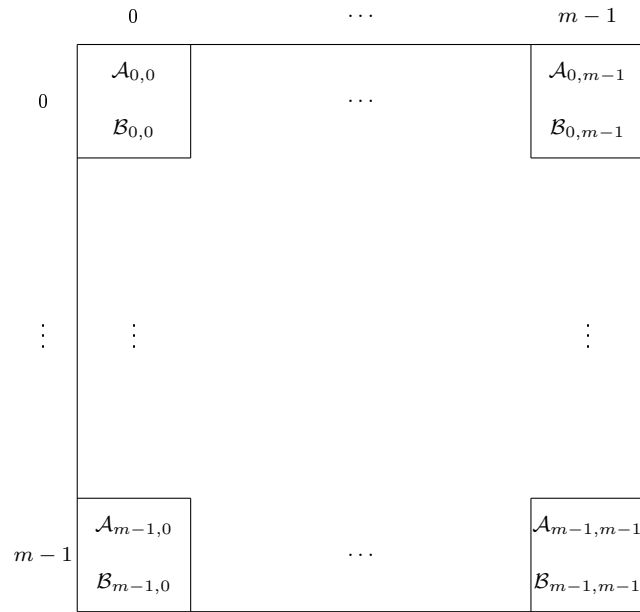 0 ⋯ m − 1
𝒜₀,₀ 𝒜₀,ₘ₋₁
0 ⋯
ℬ₀,₀ ℬ₀,ₘ₋₁
⋮ ⋮ ⋮
𝒜ₘ₋₁,₀ 𝒜ₘ₋₁,ₘ₋₁
m − 1 ⋯
ℬₘ₋₁,₀ ℬₘ₋₁,ₘ₋₁